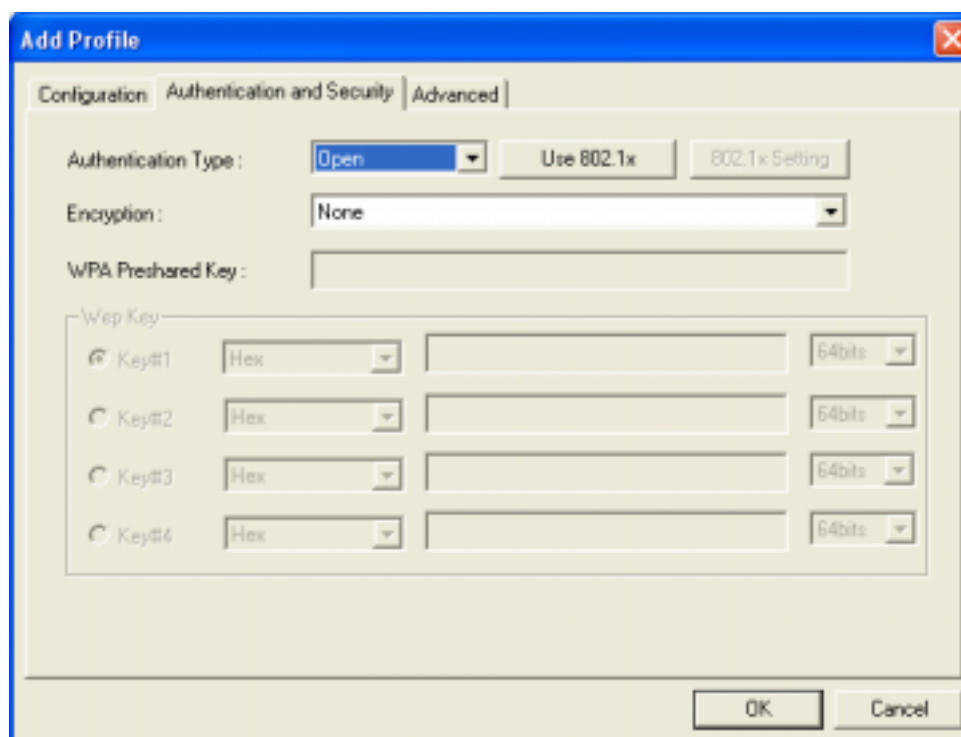 Add Profile
Configuration Authentication and Security Advanced
Authentication Type : Open Use 802.1x 802.1x Setting
Encryption : None
WPA Preshared Key :
Wep Key
Key#1 Hex 64bits
Key#2 Hex 64bits
Key#3 Hex 64bits
Key#4 Hex 64bits
OK Cancel